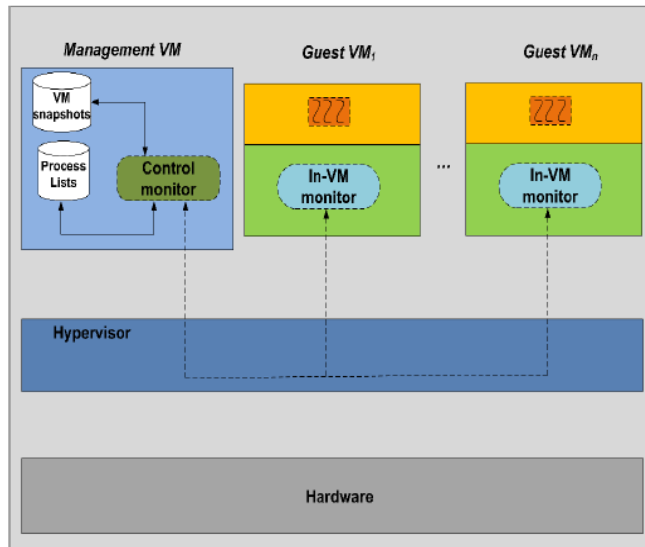 Management VM
Guest VM1
Guest VMn
VM
snapshots
Process
Lists
Control
monitor
In-VM
monitor
...
In-VM
monitor
Hypervisor
Hardware